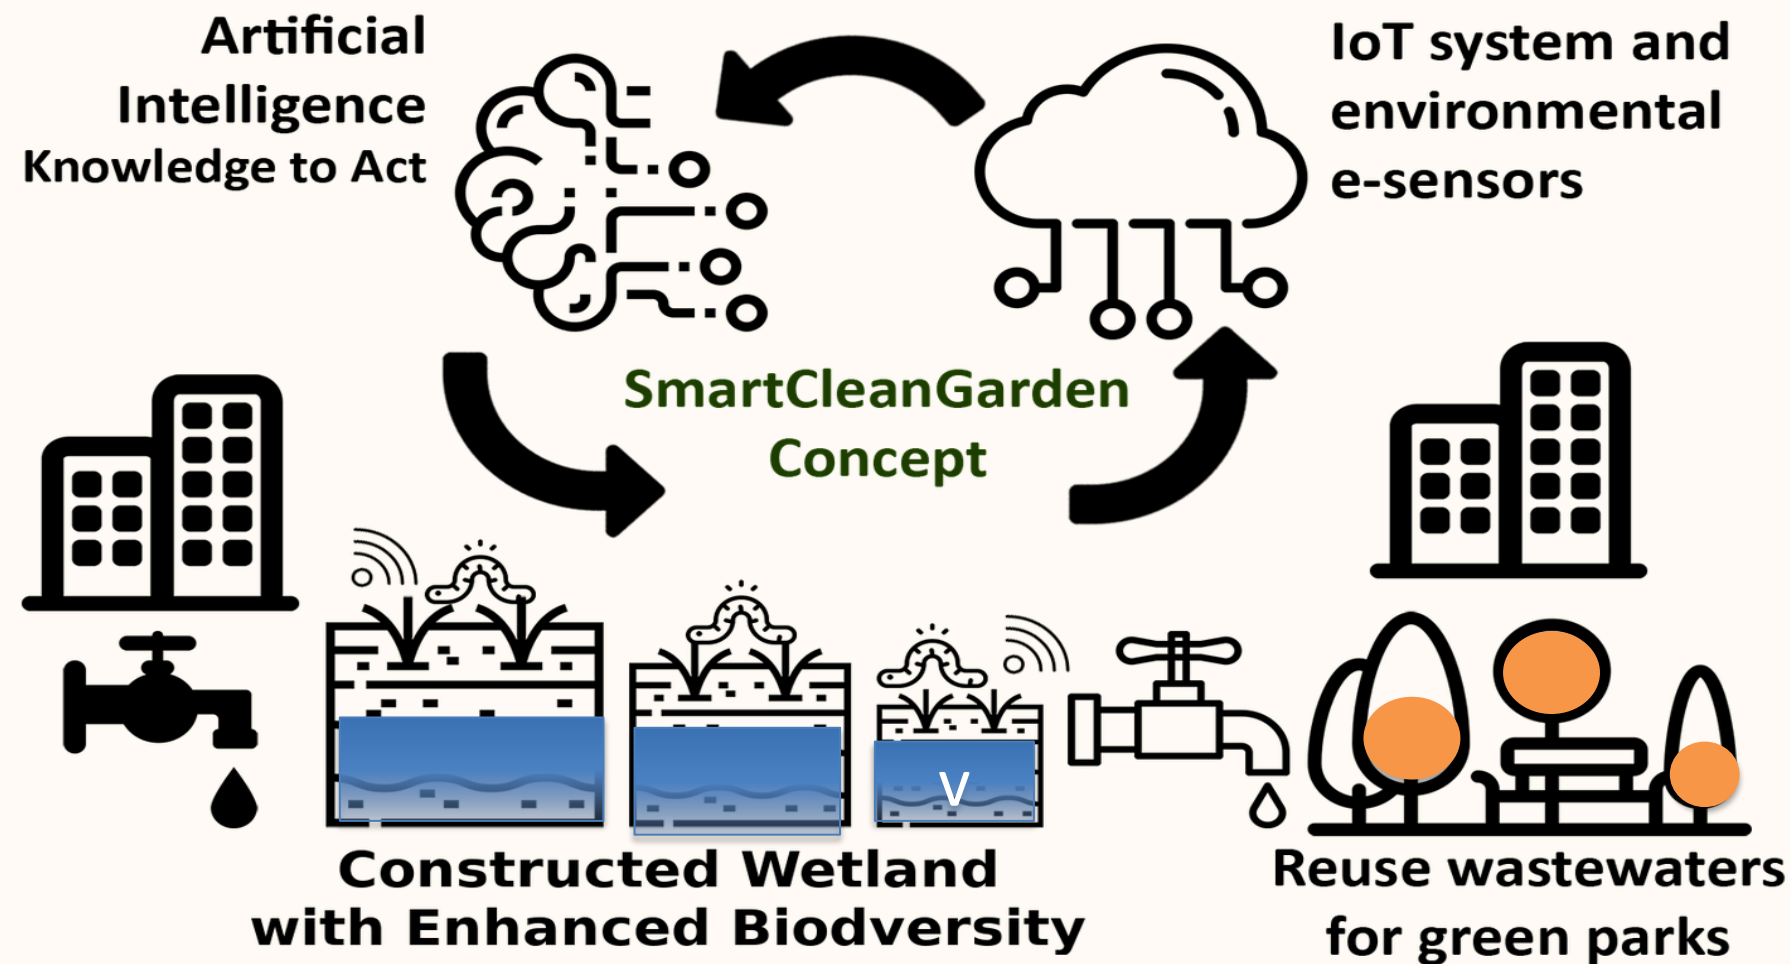 Artificial
Intelligence
Knowledge to Act
IoT system and
environmental
e-sensors
SmartCleanGarden
Concept
V
Constructed Wetland
with Enhanced Biodversity
Reuse wastewaters
for green parks